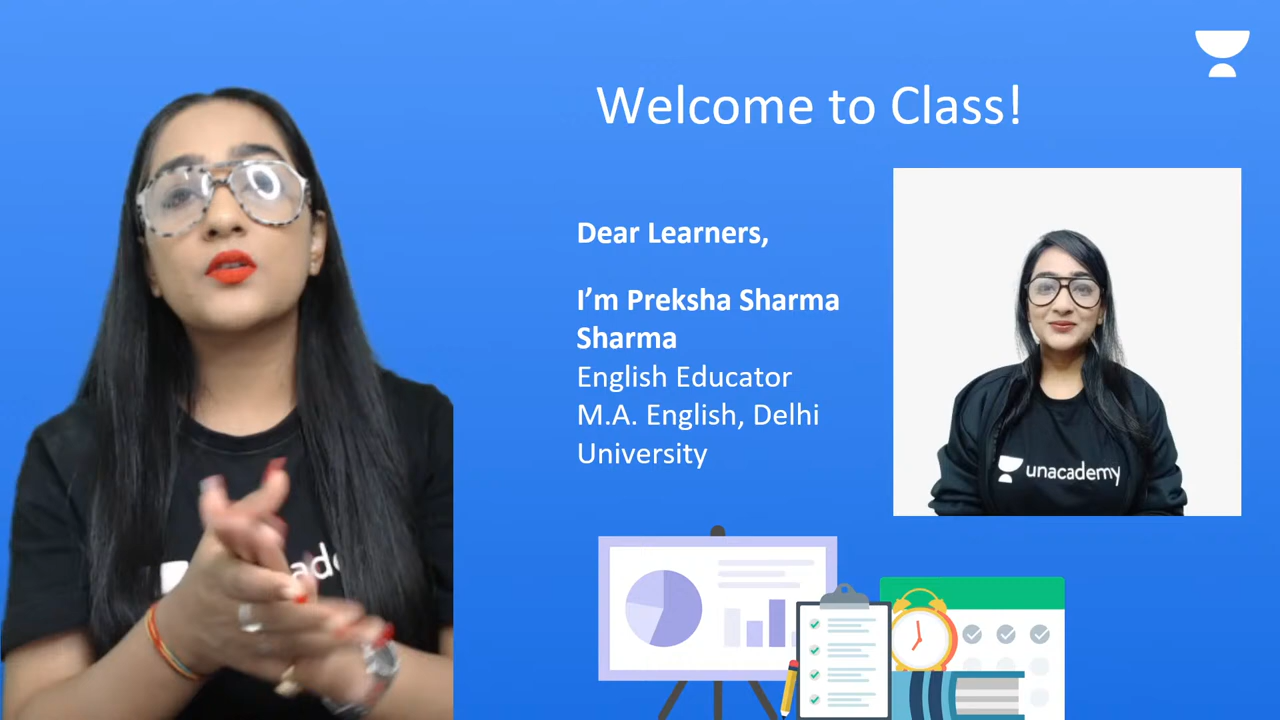 Welcome to Class!
Dear Learners,
I’m Preksha Sharma
Sharma
English Educator
M.A. English, Delhi
University
unacademy